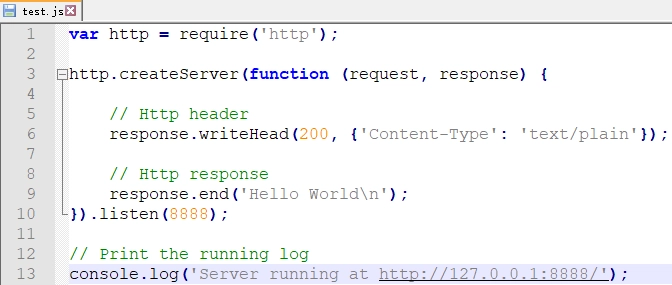 test.js
1 var http = require('http');
2
3 http.createServer(function (request, response) {
4
5     // Http header
6     response.writeHead(200, {'Content-Type': 'text/plain'});
7
8     // Http response
9     response.end('Hello World\n');
10 }).listen(8888);
11
12 // Print the running log
13 console.log('Server running at http://127.0.0.1:8888/');